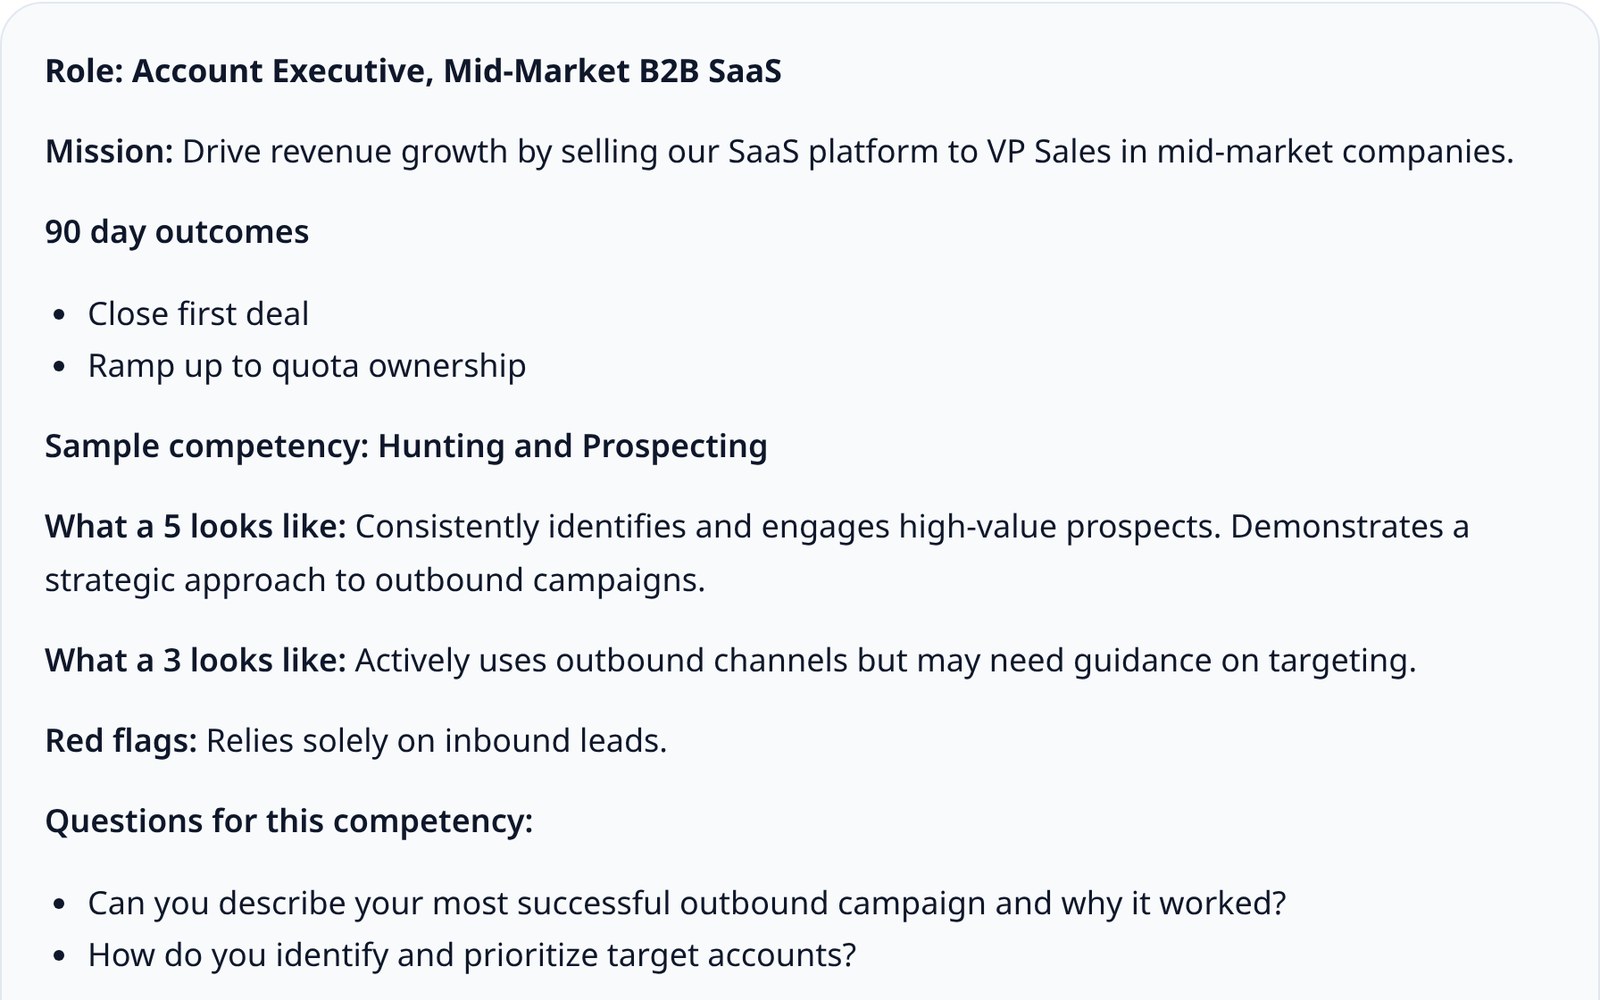 Role: Account Executive, Mid-Market B2B SaaS
Mission: Drive revenue growth by selling our SaaS platform to VP Sales in mid-market companies.
90 day outcomes
• Close first deal
• Ramp up to quota ownership
Sample competency: Hunting and Prospecting
What a 5 looks like: Consistently identifies and engages high-value prospects. Demonstrates a
strategic approach to outbound campaigns.
What a 3 looks like: Actively uses outbound channels but may need guidance on targeting.
Red flags: Relies solely on inbound leads.
Questions for this competency:
• Can you describe your most successful outbound campaign and why it worked?
• How do you identify and prioritize target accounts?